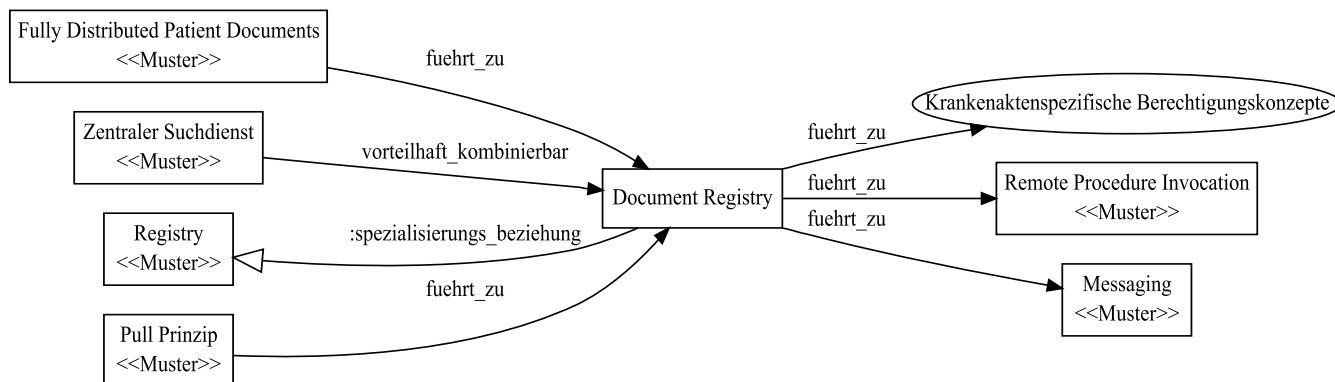 Fully Distributed Patient Documents
<<Muster>>
fuehrt_zu
Zentraler Suchdienst
<<Muster>>
vorteilhaft_kombinierbar
Registry
<<Muster>>
:spezialisierungs_beziehung
Pull Prinzip
<<Muster>>
fuehrt_zu
Document Registry
fuehrt_zu
Krankenaktenspezifische Berechtigungskonzepte
fuehrt_zu
Remote Procedure Invocation
<<Muster>>
fuehrt_zu
Messaging
<<Muster>>